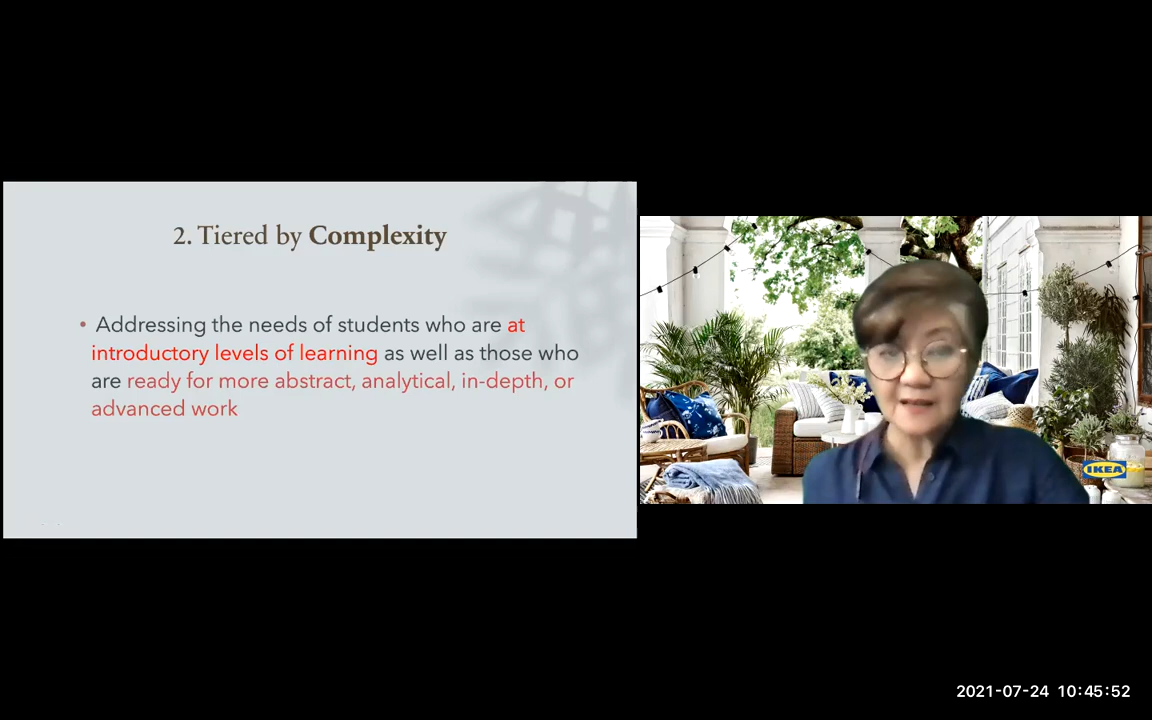 2. Tiered by Complexity
• Addressing the needs of students who are at
introductory levels of learning as well as those who
are ready for more abstract, analytical, in-depth, or
advanced work
IKEA
2021-07-24 10:45:52